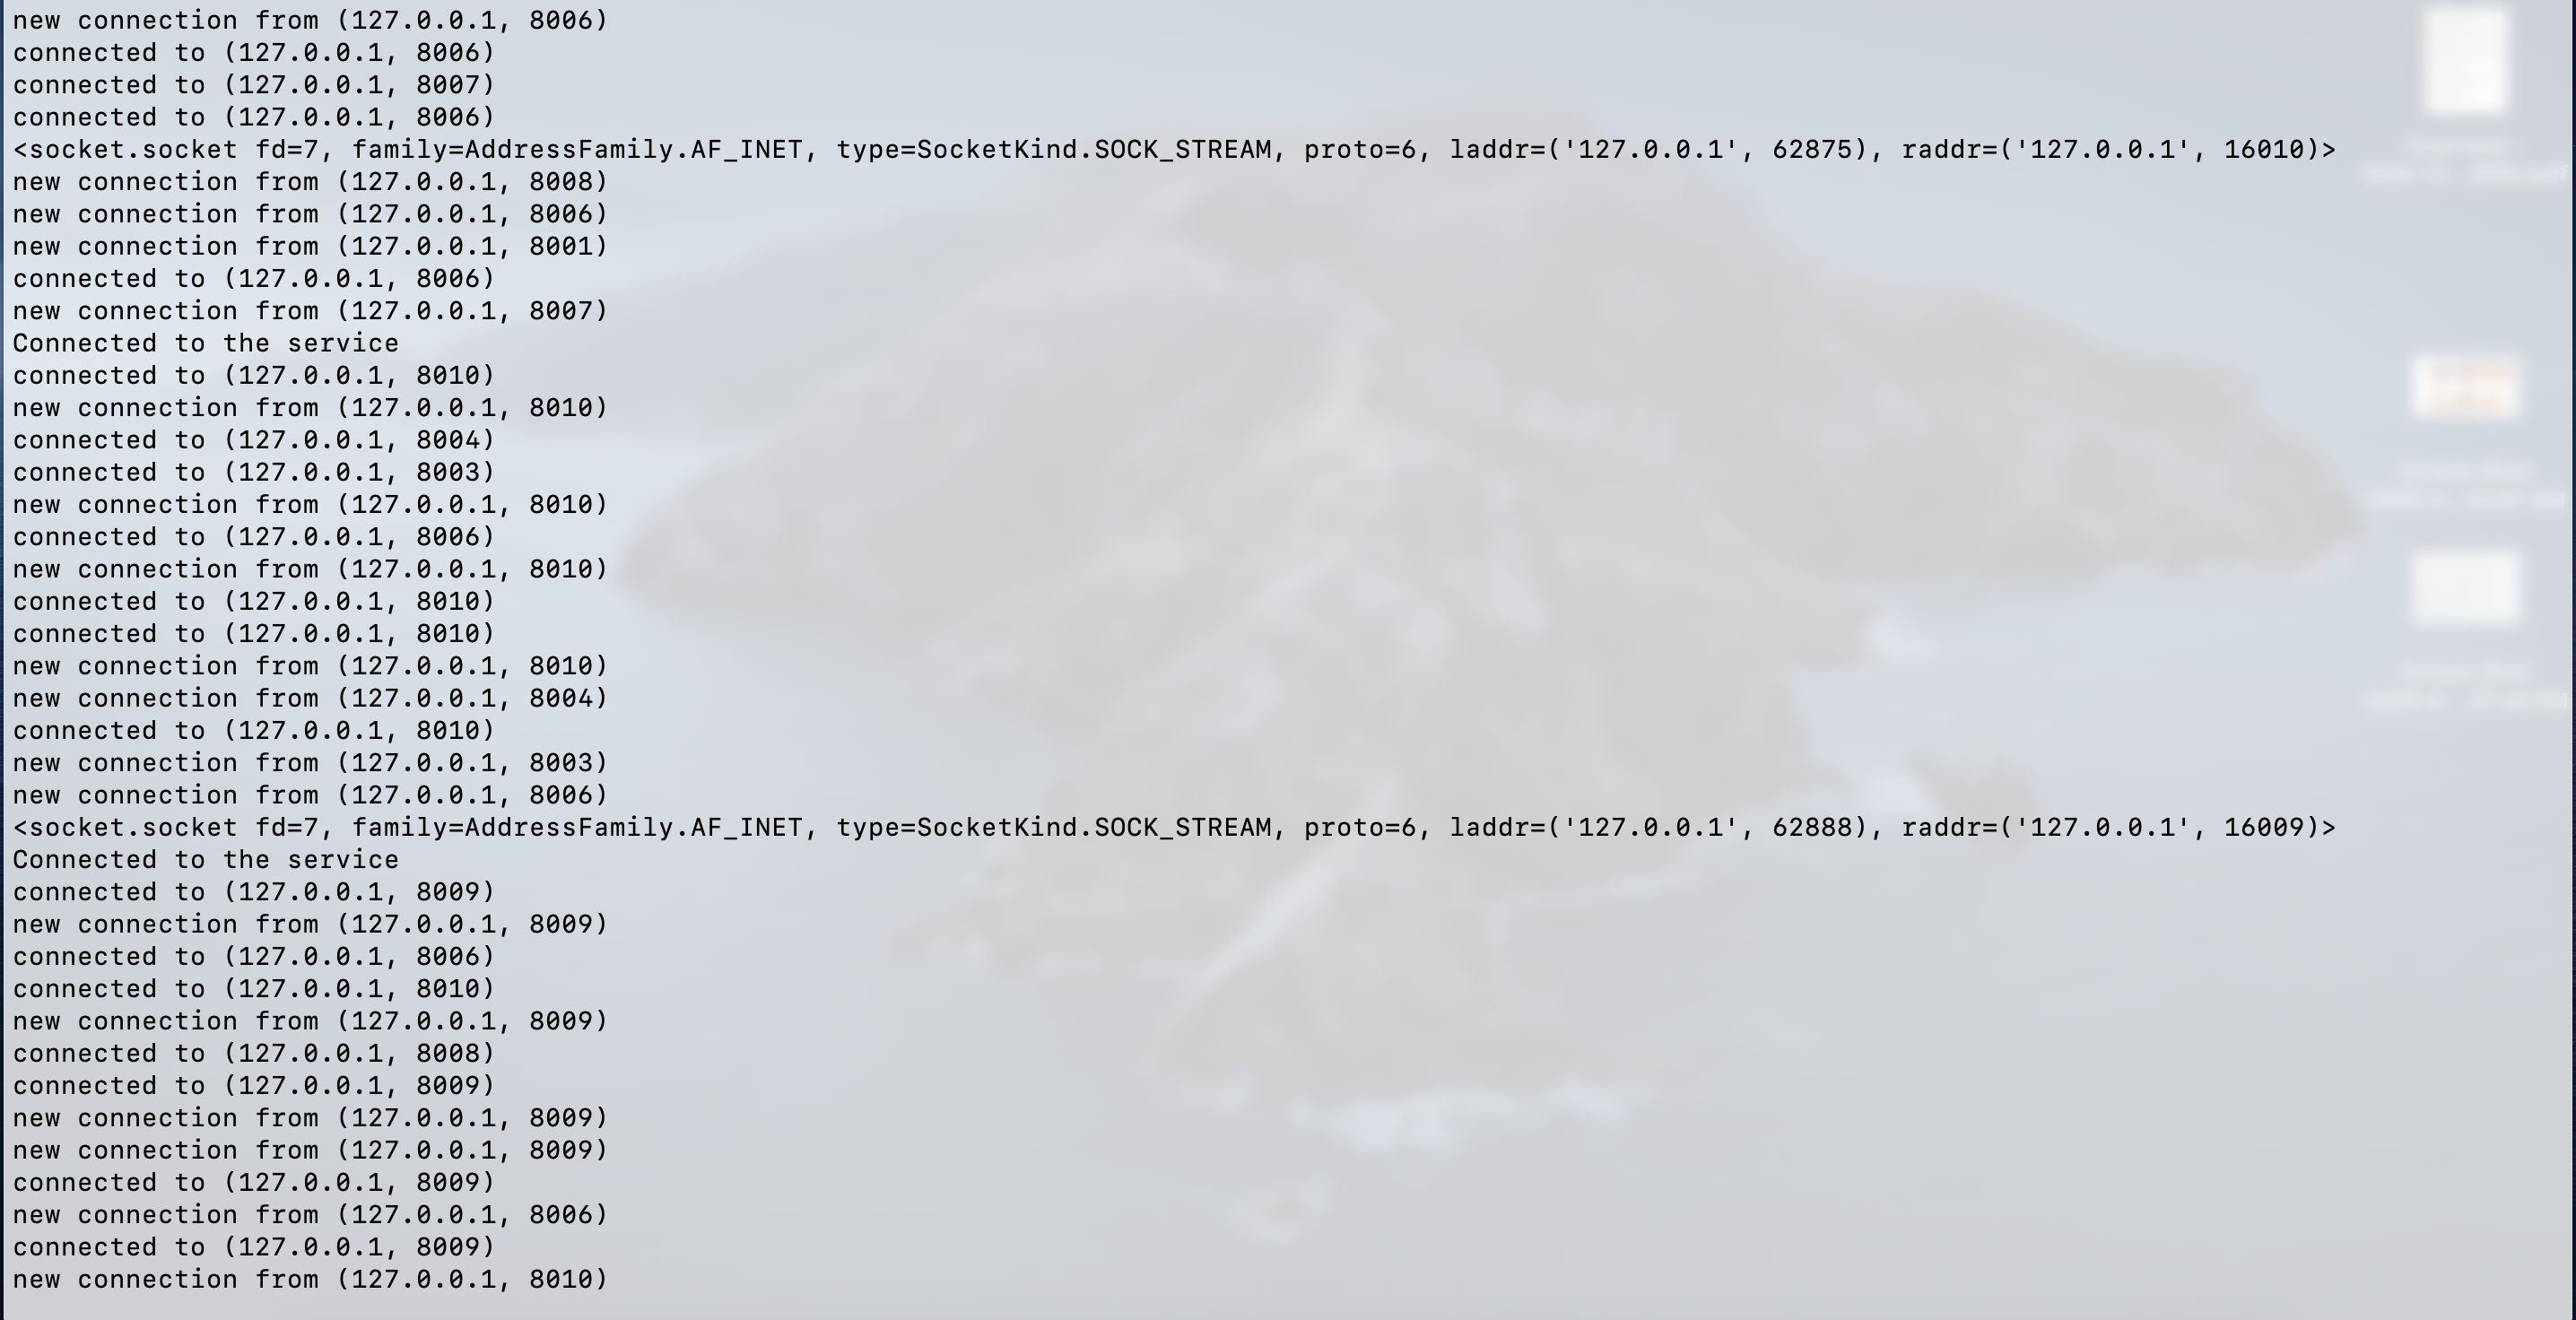 new connection from (127.0.0.1, 8006)
connected to (127.0.0.1, 8006)
connected to (127.0.0.1, 8007)
connected to (127.0.0.1, 8006)
<socket.socket fd=7, family=AddressFamily.AF_INET, type=SocketKind.SOCK_STREAM, proto=6, laddr=('127.0.0.1', 62875), raddr=('127.0.0.1', 16010)>
new connection from (127.0.0.1, 8008)
new connection from (127.0.0.1, 8006)
new connection from (127.0.0.1, 8001)
connected to (127.0.0.1, 8006)
new connection from (127.0.0.1, 8007)
Connected to the service
connected to (127.0.0.1, 8010)
new connection from (127.0.0.1, 8010)
connected to (127.0.0.1, 8004)
connected to (127.0.0.1, 8003)
new connection from (127.0.0.1, 8010)
connected to (127.0.0.1, 8006)
new connection from (127.0.0.1, 8010)
connected to (127.0.0.1, 8010)
connected to (127.0.0.1, 8010)
new connection from (127.0.0.1, 8010)
new connection from (127.0.0.1, 8004)
connected to (127.0.0.1, 8010)
new connection from (127.0.0.1, 8003)
new connection from (127.0.0.1, 8006)
<socket.socket fd=7, family=AddressFamily.AF_INET, type=SocketKind.SOCK_STREAM, proto=6, laddr=('127.0.0.1', 62888), raddr=('127.0.0.1', 16009)>
Connected to the service
connected to (127.0.0.1, 8009)
new connection from (127.0.0.1, 8009)
connected to (127.0.0.1, 8006)
connected to (127.0.0.1, 8010)
new connection from (127.0.0.1, 8009)
connected to (127.0.0.1, 8008)
connected to (127.0.0.1, 8009)
new connection from (127.0.0.1, 8009)
new connection from (127.0.0.1, 8009)
connected to (127.0.0.1, 8009)
new connection from (127.0.0.1, 8006)
connected to (127.0.0.1, 8009)
new connection from (127.0.0.1, 8010)